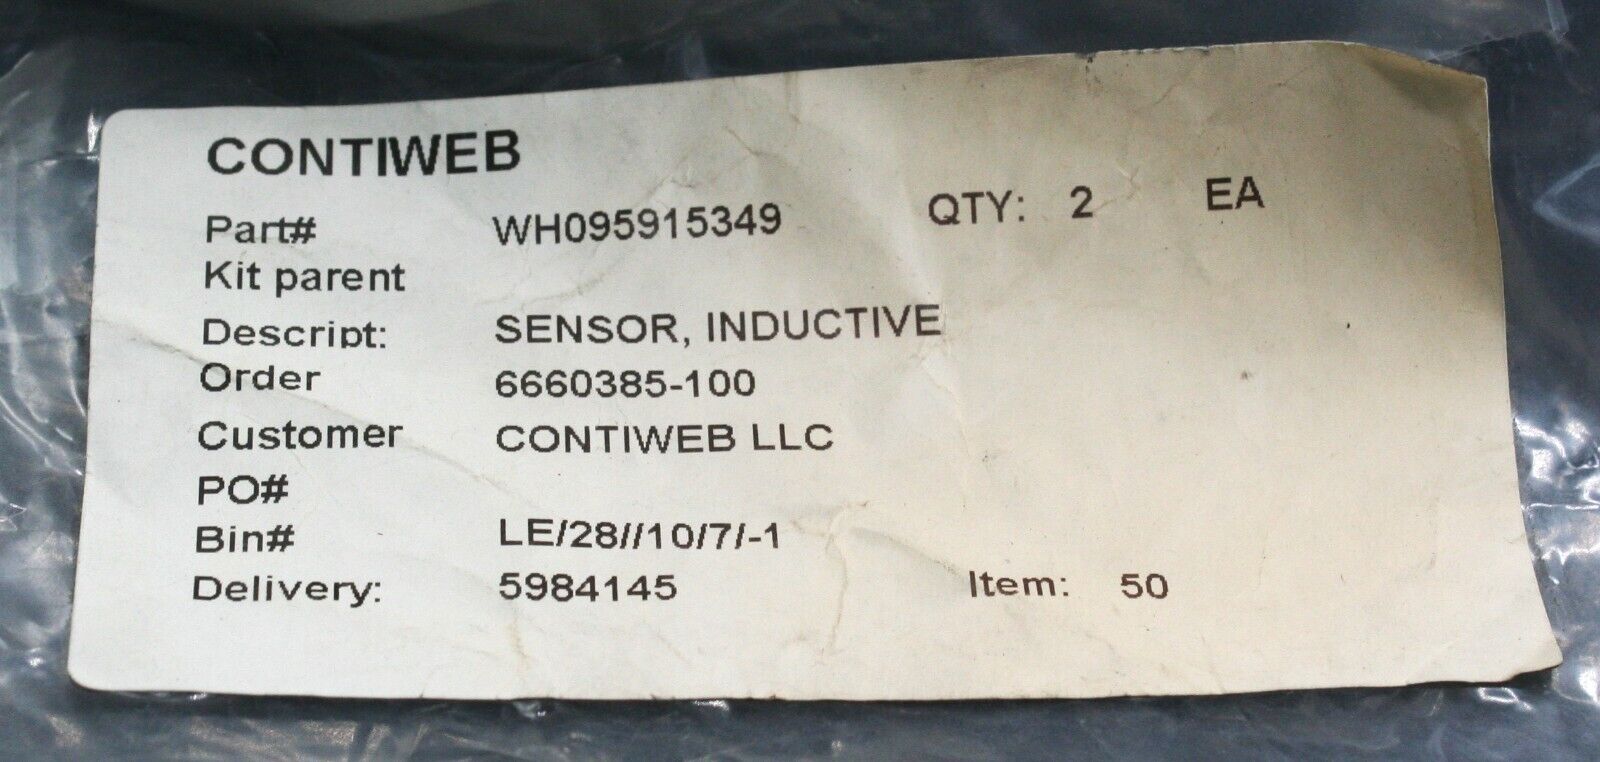 CONTIWEB
Part# WH095915349 QTY: 2 EA
Kit parent
Descript: SENSOR, INDUCTIVE
Order 6660385-100
Customer CONTIWEB LLC
PO#
Bin# LE/28//10/7/-1
Delivery: 5984145 Item: 50